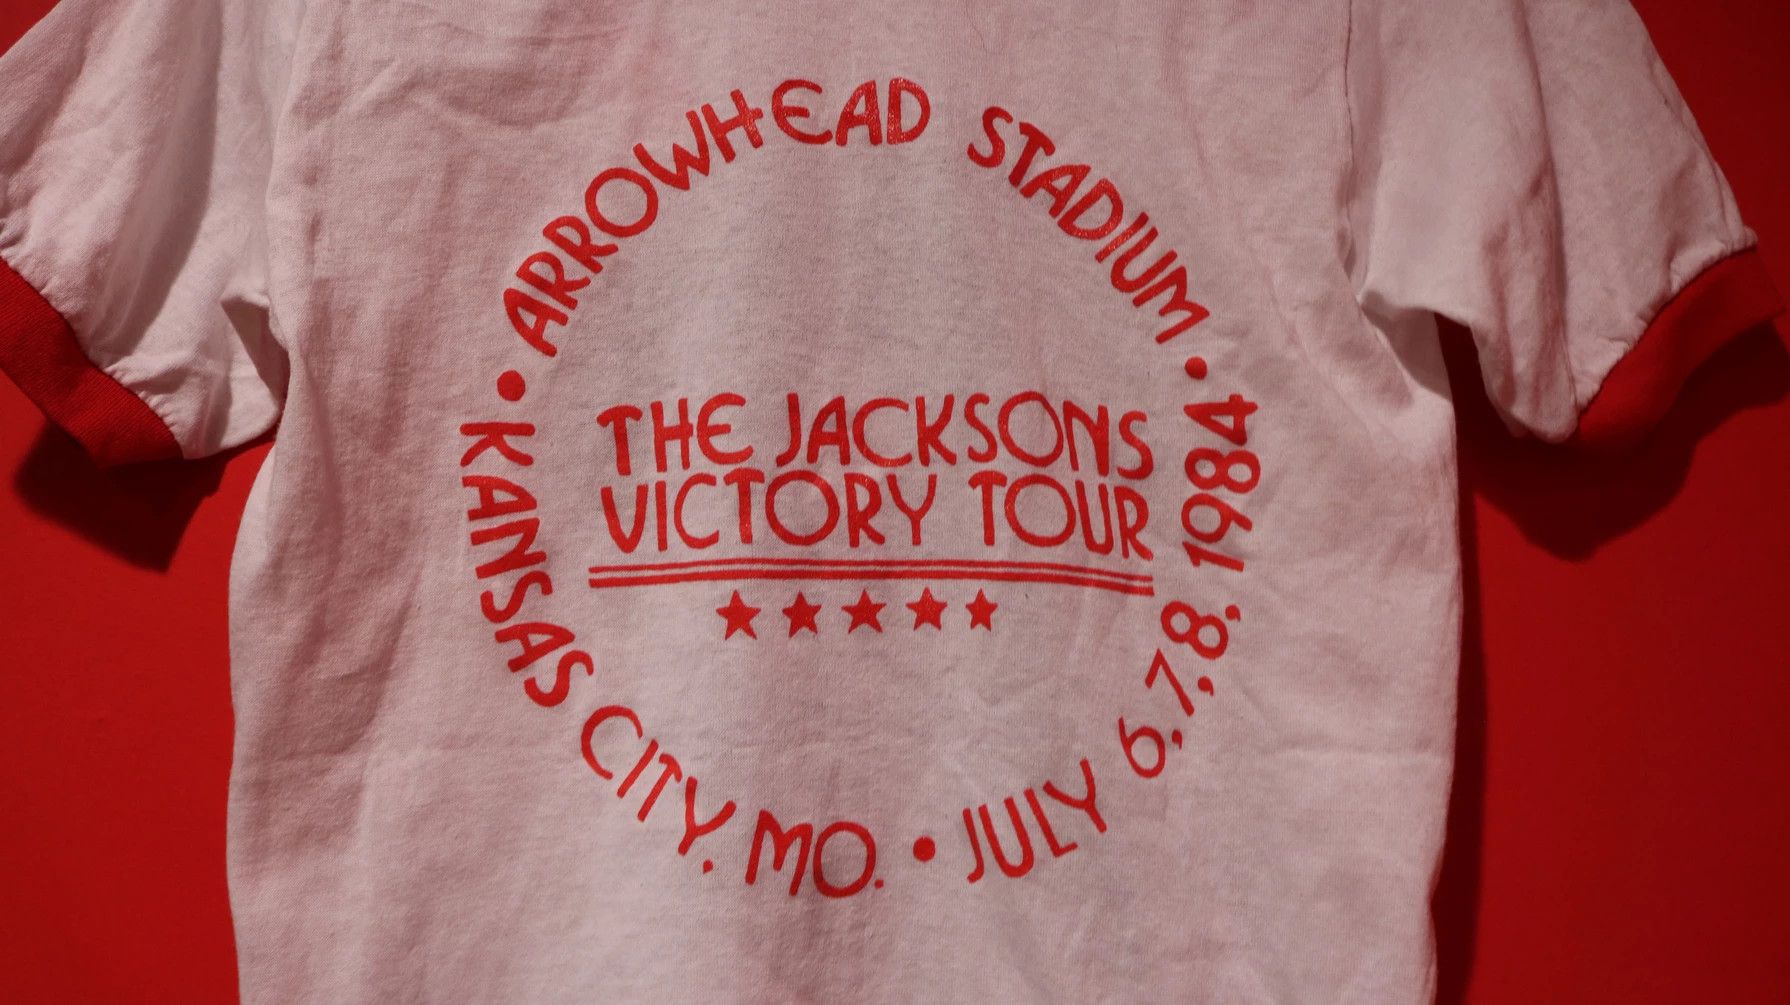 • ARROWHEAD STADIUM • KANSAS CITY, MO. • JULY 6, 7, 8, 1984
THE JACKSONS
VICTORY TOUR